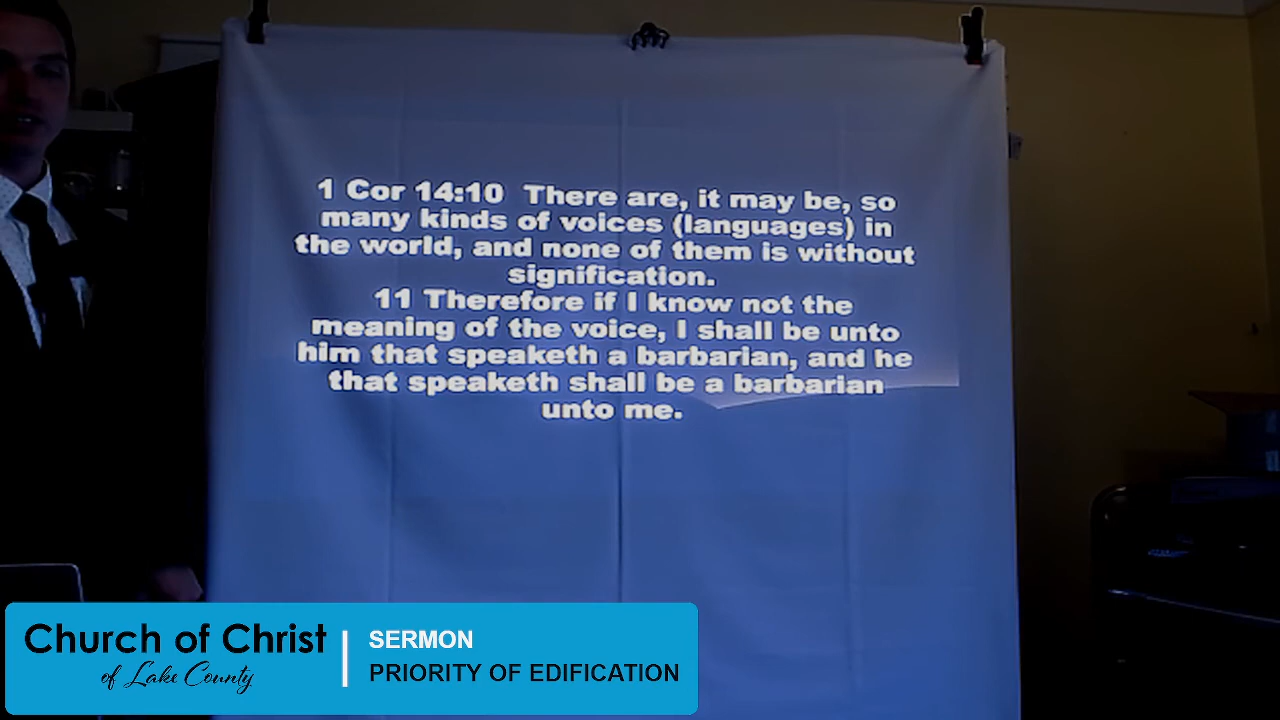 1 Cor 14:10  There are, it may be, so
many kinds of voices (languages) in
the world, and none of them is without
signification.
11 Therefore if I know not the
meaning of the voice, I shall be unto
him that speaketh a barbarian, and he
that speaketh shall be a barbarian
unto me.
Church of Christ
of Lake County
SERMON
PRIORITY OF EDIFICATION